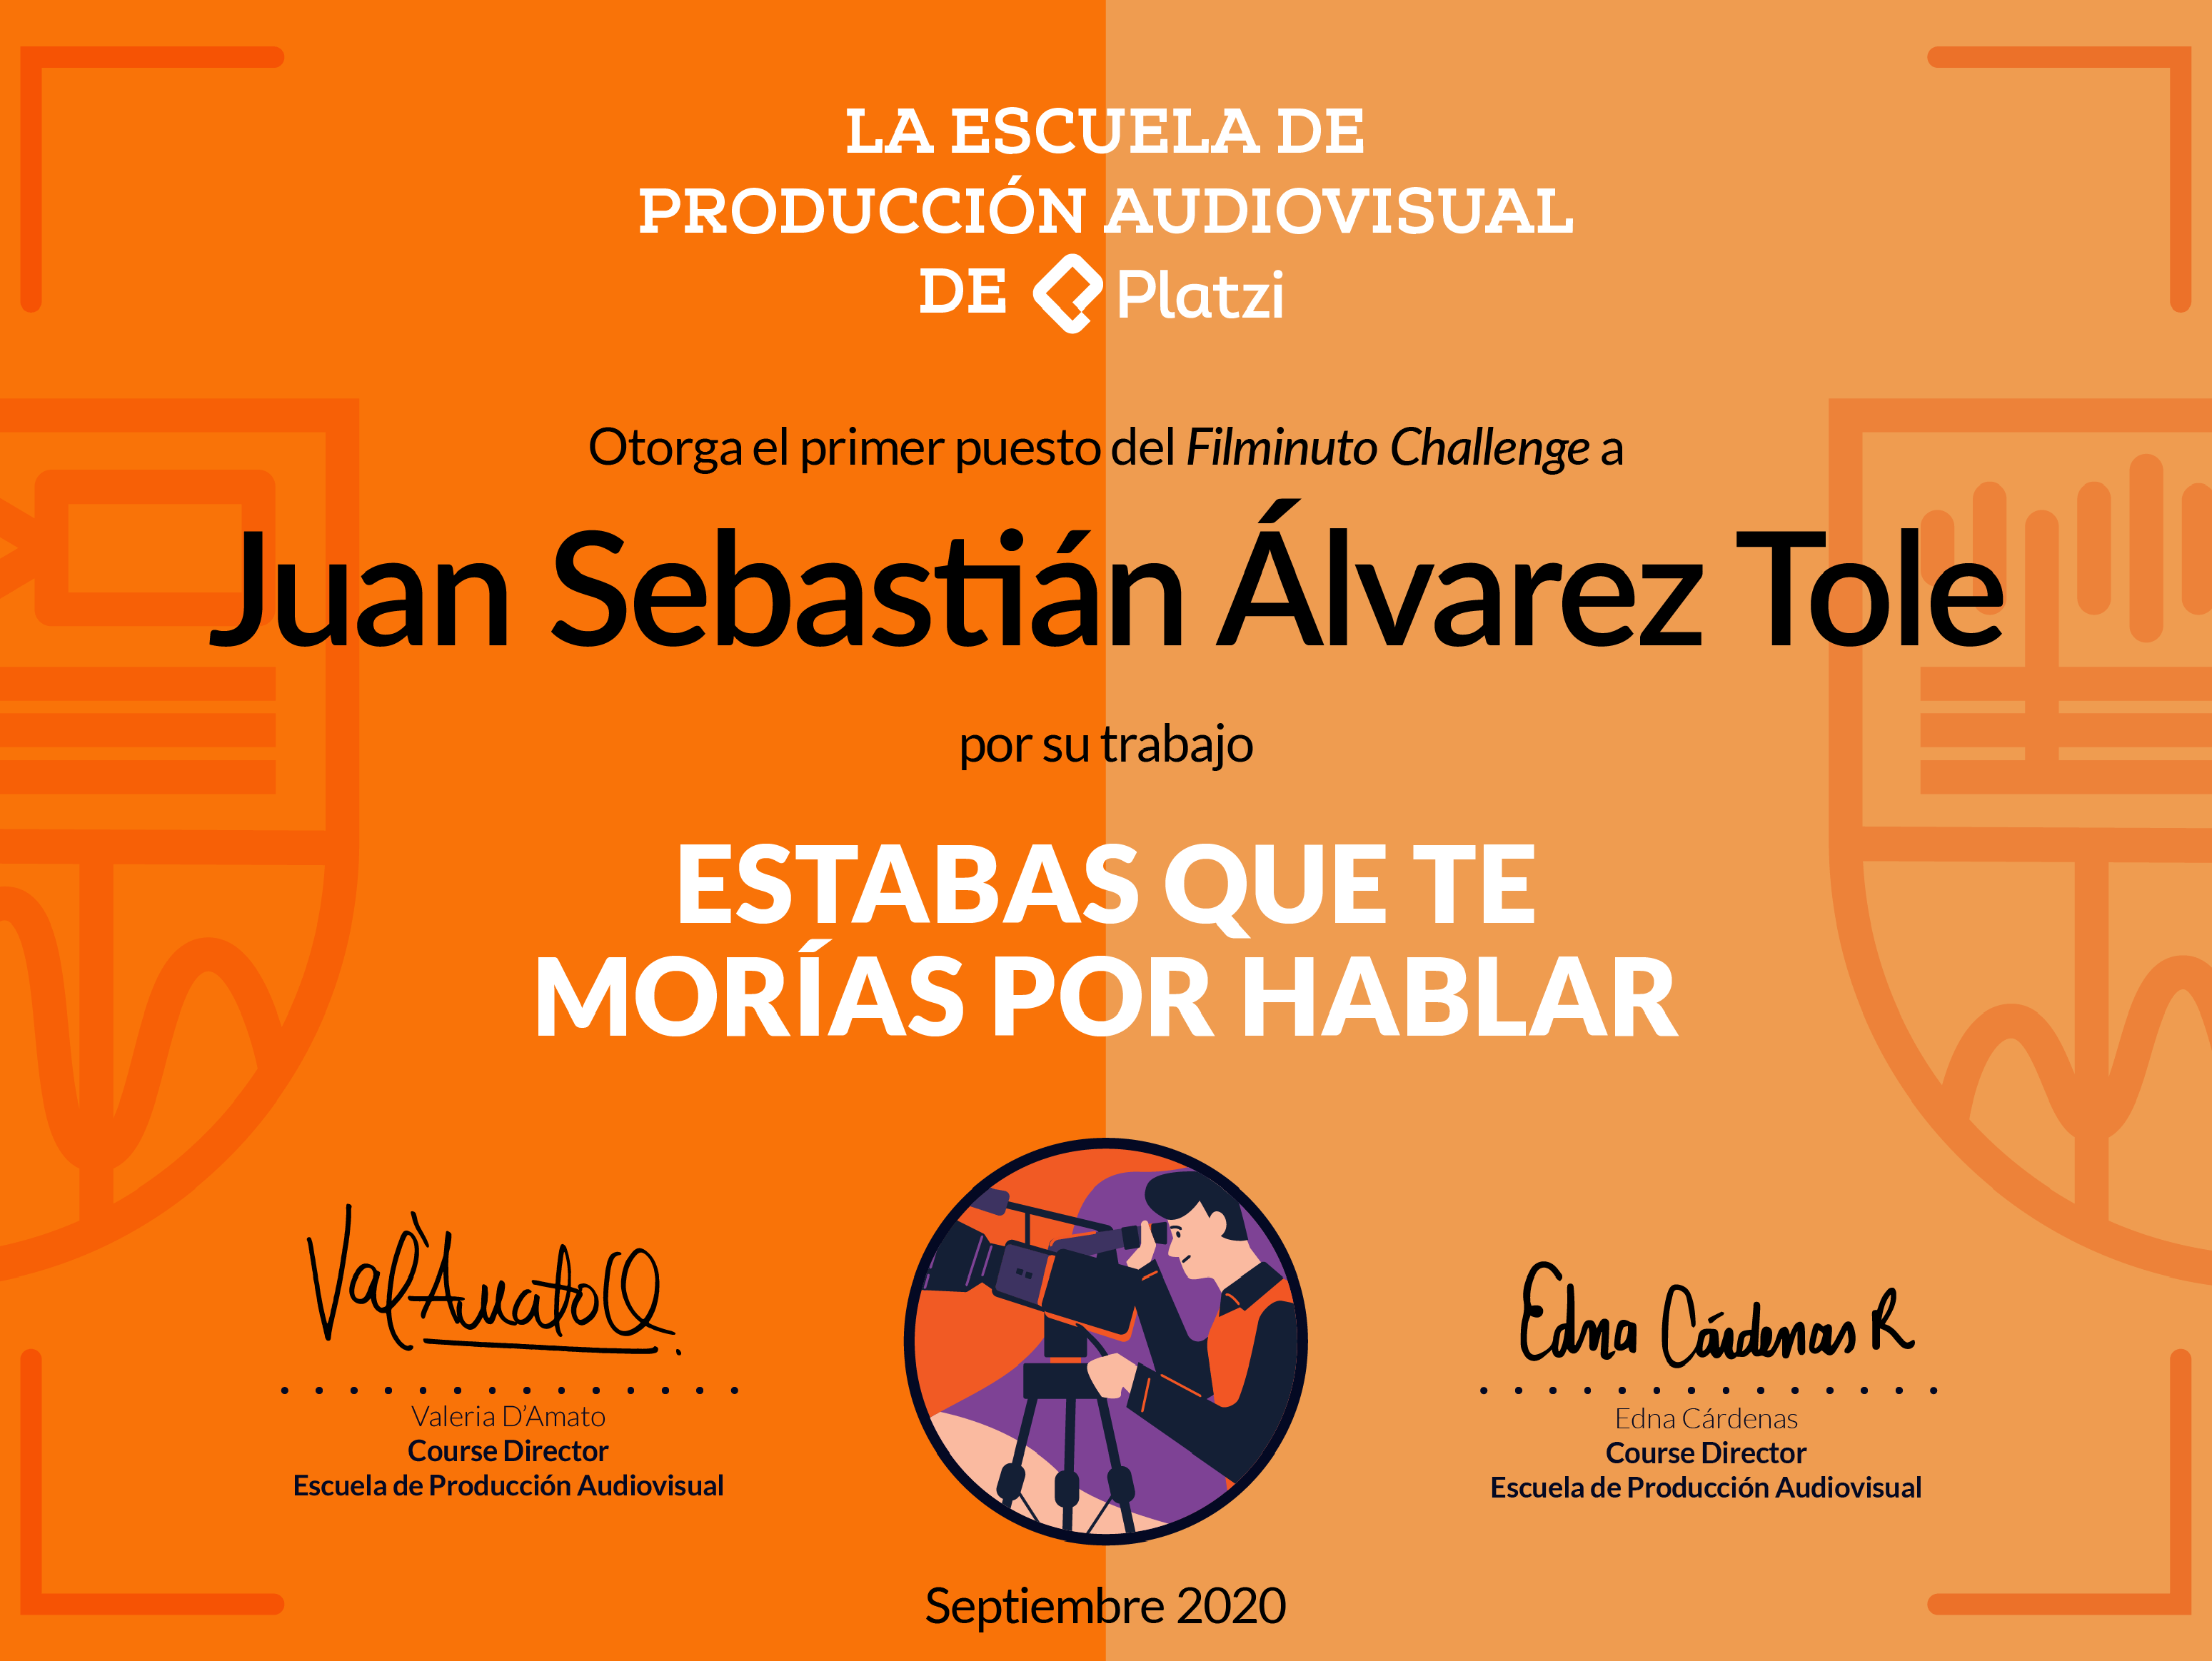 LA ESCUELA DE
PRODUCCIÓN AUDIOVISUAL
DE Platzi
Otorga el primer puesto del Filminuto Challenge a
Juan Sebastián Álvarez Tole
por su trabajo
ESTABAS QUE TE
MORÍAS POR HABLAR
Val D'Amato
Valeria D'Amato
Course Director
Escuela de Producción Audiovisual
Edna Cárdenas R
Edna Cárdenas
Course Director
Escuela de Producción Audiovisual
Septiembre 2020